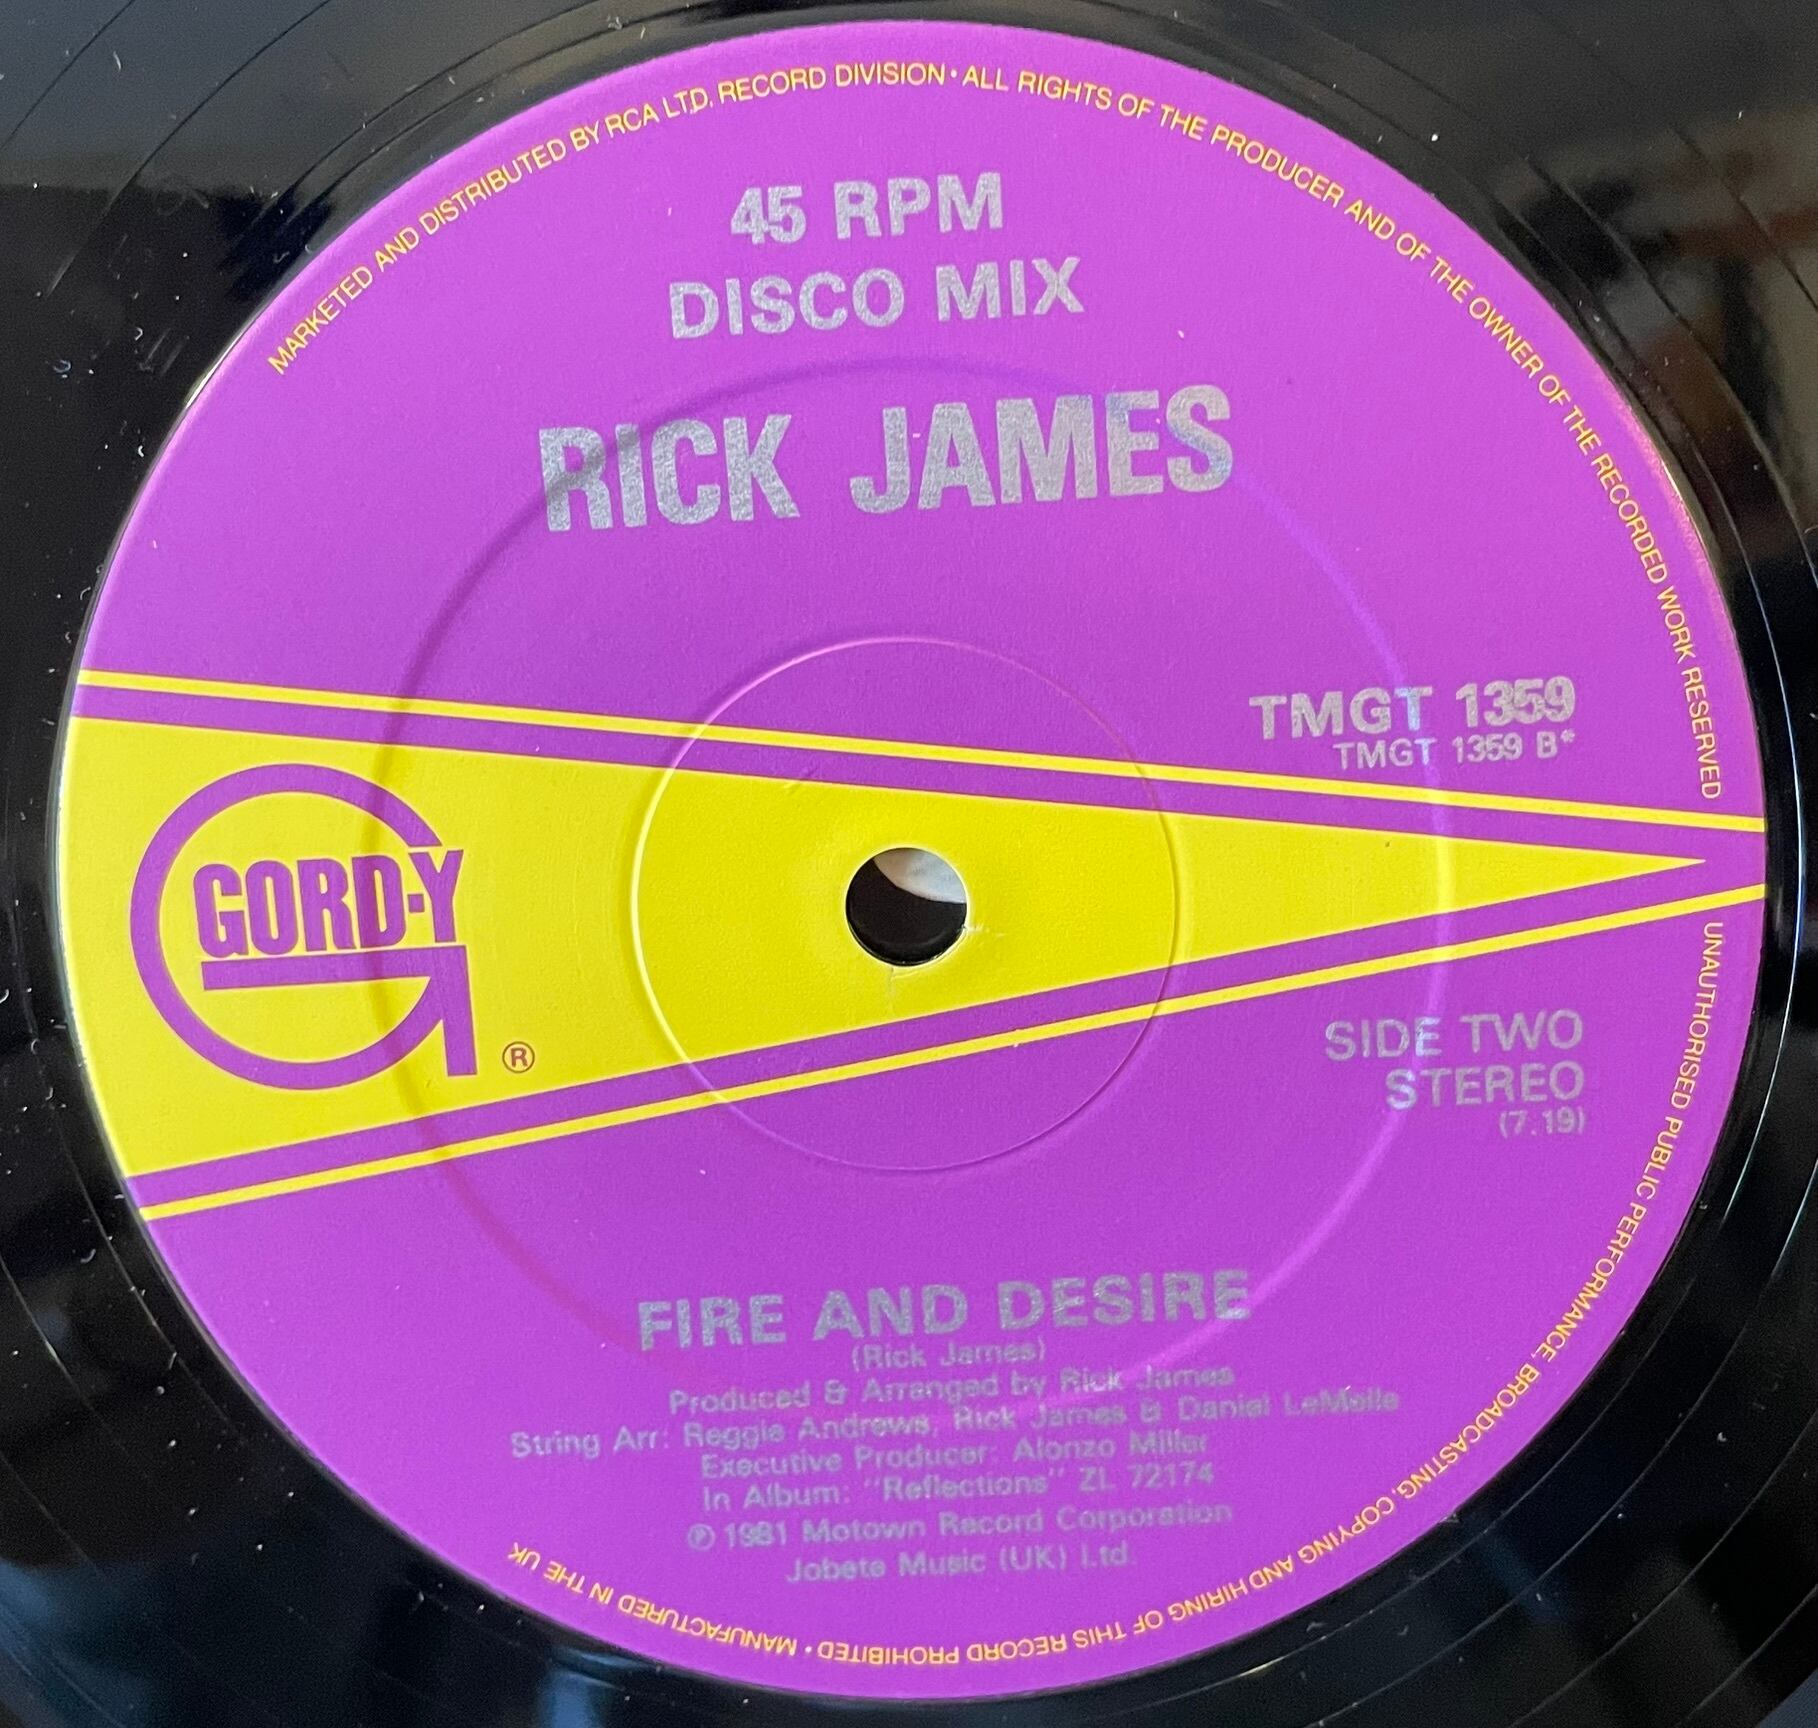 MARKETED AND DISTRIBUTED BY RCA LTD, RECORD DIVISION • ALL RIGHTS OF THE PRODUCER AND OF THE OWNER OF THE RECORDED WORK RESERVED
45 RPM
DISCO MIX
RICK JAMES
TMGT 1359
TMGT 1359 B*
GORD-Y
®
SIDE TWO
STEREO
(7.19)
FIRE AND DESIRE
(Rick James)
Produced & Arranged by Rick James
String Arr: Reggie Andrews, Rick James & Daniel LeMelle
Executive Producer: Alonzo Miller
In Album: "Reflections" ZL 72174
℗ 1981 Motown Record Corporation
Jobete Music (UK) Ltd.
UNAUTHORISED PUBLIC PERFORMANCE, BROADCASTING, COPYING AND HIRING OF THIS RECORD PROHIBITED • MANUFACTURED IN THE UK